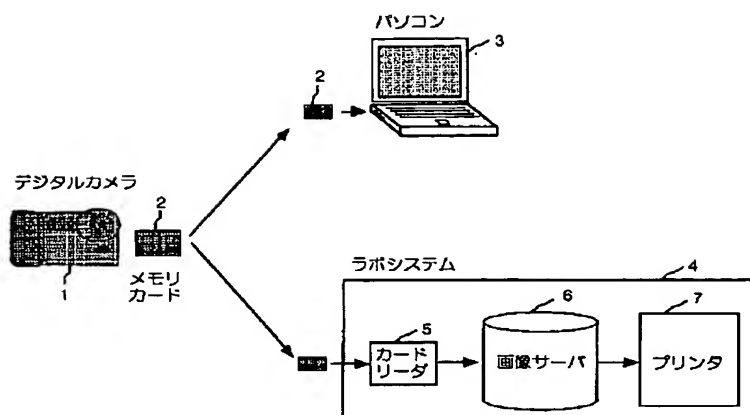 パソコン
3
2
デジタルカメラ
2
1
メモリ
カード
ラボシステム
4
5
カード
リーダ
6
画像サーバ
7
プリンタ